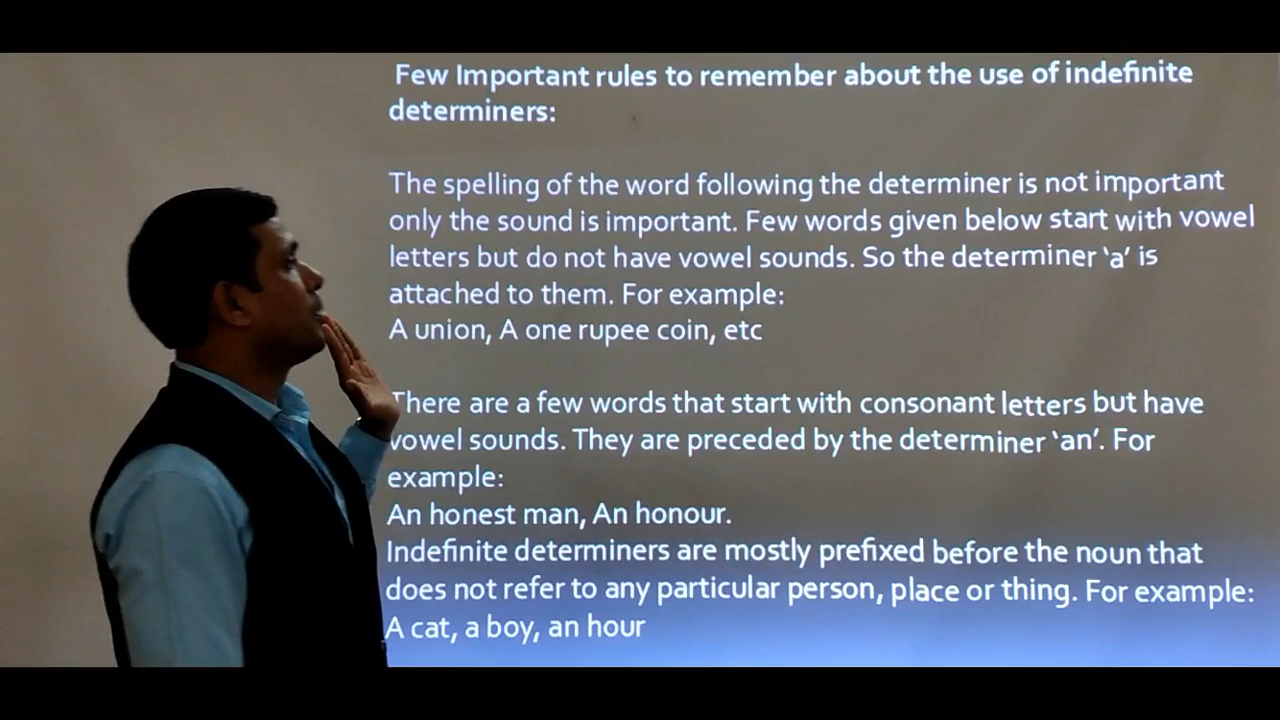 Few Important rules to remember about the use of indefinite
determiners:
The spelling of the word following the determiner is not important
only the sound is important. Few words given below start with vowel
letters but do not have vowel sounds. So the determiner ‘a’ is
attached to them. For example:
A union, A one rupee coin, etc
There are a few words that start with consonant letters but have
vowel sounds. They are preceded by the determiner ‘an’. For
example:
An honest man, An honour.
Indefinite determiners are mostly prefixed before the noun that
does not refer to any particular person, place or thing. For example:
A cat, a boy, an hour